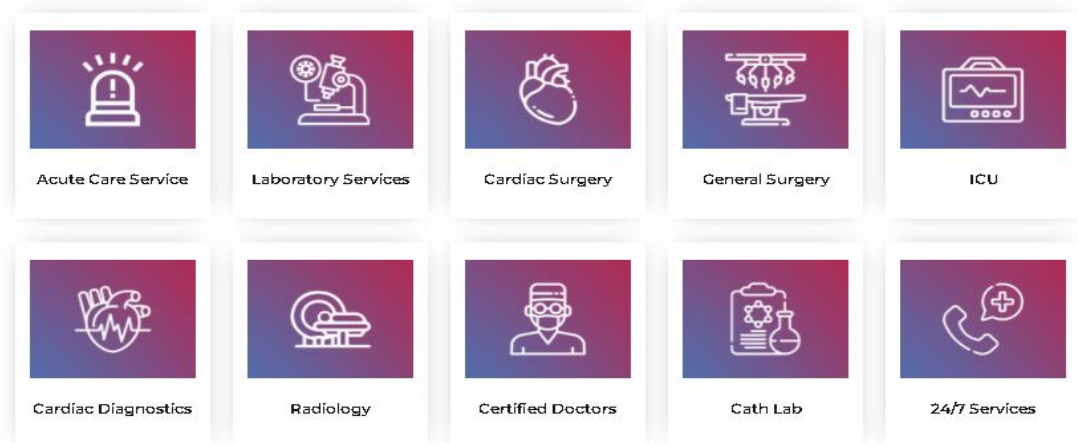 Acute Care Service
Laboratory Services
Cardiac Surgery
General Surgery
ICU
Cardiac Diagnostics
Radiology
Certified Doctors
Cath Lab
24/7 Services